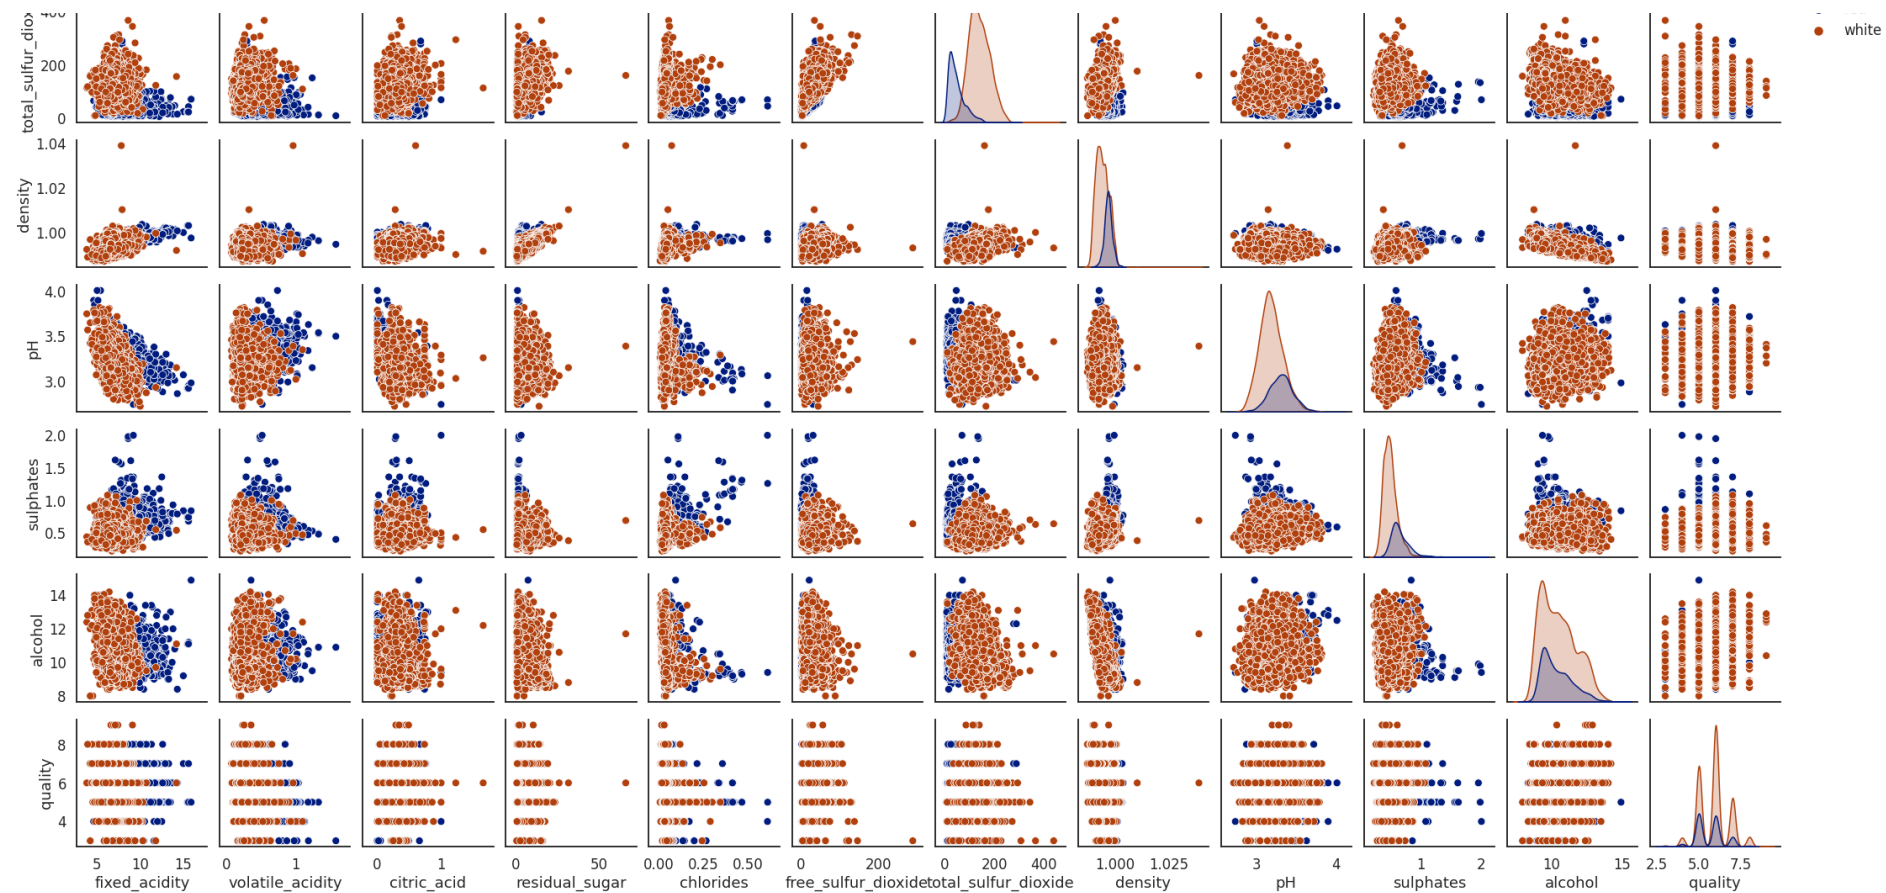 400
200
0
total_sulfur_diox
white
1.04
1.02
1.00
density
4.0
3.5
3.0
pH
2.0
1.5
1.0
0.5
sulphates
14
12
10
8
alcohol
8
6
4
quality
5 10 15 0 1 0 1 0 50 0.00 0.25 0.50 0 200 0 200 400 1.000 1.025 3 4 1 2 10 15 2.5 5.0 7.5
fixed_acidity volatile_acidity citric_acid residual_sugar chlorides free_sulfur_dioxide total_sulfur_dioxide density pH sulphates alcohol quality